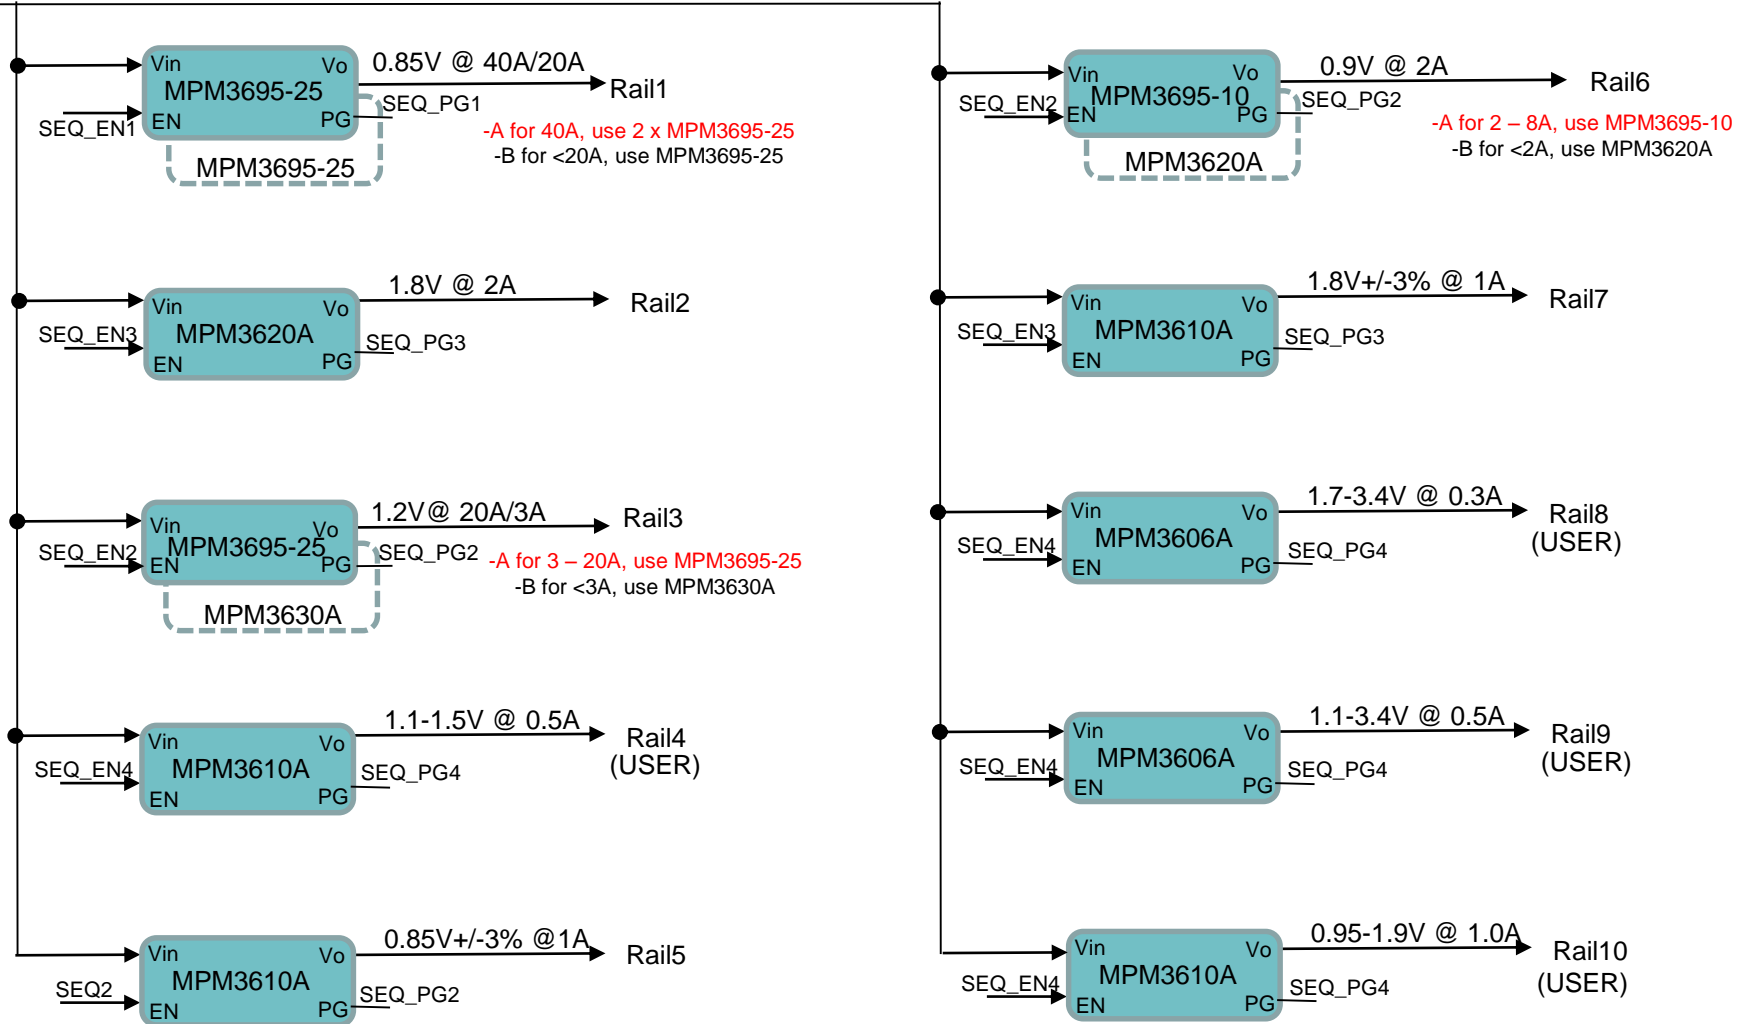 Vin
Vo
MPM3695-25
EN
PG
0.85V @ 40A/20A
Rail1
SEQ_EN1
SEQ_PG1
MPM3695-25
-A for 40A, use 2 x MPM3695-25
-B for <20A, use MPM3695-25
Vin
Vo
MPM3620A
EN
PG
1.8V @ 2A
Rail2
SEQ_EN3
SEQ_PG3
Vin
Vo
MPM3695-25
EN
PG
1.2V@ 20A/3A
Rail3
SEQ_EN2
SEQ_PG2
MPM3630A
-A for 3 – 20A, use MPM3695-25
-B for <3A, use MPM3630A
Vin
Vo
MPM3610A
EN
PG
1.1-1.5V @ 0.5A
Rail4
(USER)
SEQ_EN4
SEQ_PG4
Vin
Vo
MPM3610A
EN
PG
0.85V+/-3% @1A
Rail5
SEQ2
SEQ_PG2
Vin
Vo
MPM3695-10
EN
PG
0.9V @ 2A
Rail6
SEQ_EN2
SEQ_PG2
MPM3620A
-A for 2 – 8A, use MPM3695-10
-B for <2A, use MPM3620A
Vin
Vo
MPM3610A
EN
PG
1.8V+/-3% @ 1A
Rail7
SEQ_EN3
SEQ_PG3
Vin
Vo
MPM3606A
EN
PG
1.7-3.4V @ 0.3A
Rail8
(USER)
SEQ_EN4
SEQ_PG4
Vin
Vo
MPM3606A
EN
PG
1.1-3.4V @ 0.5A
Rail9
(USER)
SEQ_EN4
SEQ_PG4
Vin
Vo
MPM3610A
EN
PG
0.95-1.9V @ 1.0A
Rail10
(USER)
SEQ_EN4
SEQ_PG4